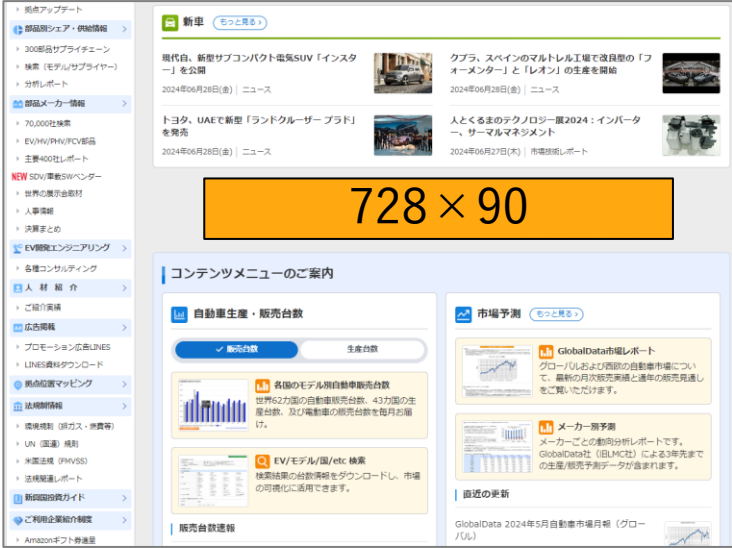 拠点アップデート
部品別シェア・供給情報
300部品サプライチェーン
検索（モデル/サプライヤー）
分析レポート
部品メーカー情報
70,000社検索
EV/HV/PHV/FCV部品
主要400社レポート
NEW SDV/車載SWベンダー
世界の展示会取材
人事情報
決算まとめ
EV開発エンジニアリング
各種コンサルティング
人 材 紹 介
ご紹介実績
広告掲載
プロモーション広告LINES
LINES資料ダウンロード
拠点位置マッピング
法規制情報
環境規制（排ガス・燃費等）
UN（国連）規則
米国法規（FMVSS）
法規関連レポート
新興国投資ガイド
ご利用企業紹介制度
Amazonギフト券進呈
新車 もっと見る
現代自、新型サブコンパクト電気SUV「インスタ
ー」を公開
2024年06月28日(金) | ニュース
クプラ、スペインのマルトレル工場で改良型の「フ
ォーメンター」と「レオン」の生産を開始
2024年06月28日(金) | ニュース
トヨタ、UAEで新型「ランドクルーザー プラド」
を発売
2024年06月28日(金) | ニュース
人とくるまのテクノロジー展2024：インバータ
ー、サーマルマネジメント
2024年06月27日(木) | 市場技術レポート
728×90
コンテンツメニューのご案内
自動車生産・販売台数
販売台数 生産台数
各国のモデル別自動車販売台数
世界62カ国の自動車販売台数、43カ国の生
産台数、及び電動車の販売台数を毎月お届
け。
EV/モデル/国/etc 検索
検索結果の台数情報をダウンロードし、市場
の可視化に活用できます。
販売台数速報
市場予測 もっと見る
GlobalData市場レポート
グローバルおよび西欧の自動車市場につい
て、最新の月次販売実績と通年の販売見通し
をご覧いただけます。
メーカー別予測
メーカーごとの動向分析レポートです。
GlobalData社（旧LMC社）による3年先まで
の生産/販売予測データが含まれます。
直近の更新
GlobalData 2024年5月自動車市場月報（グロー
バル）